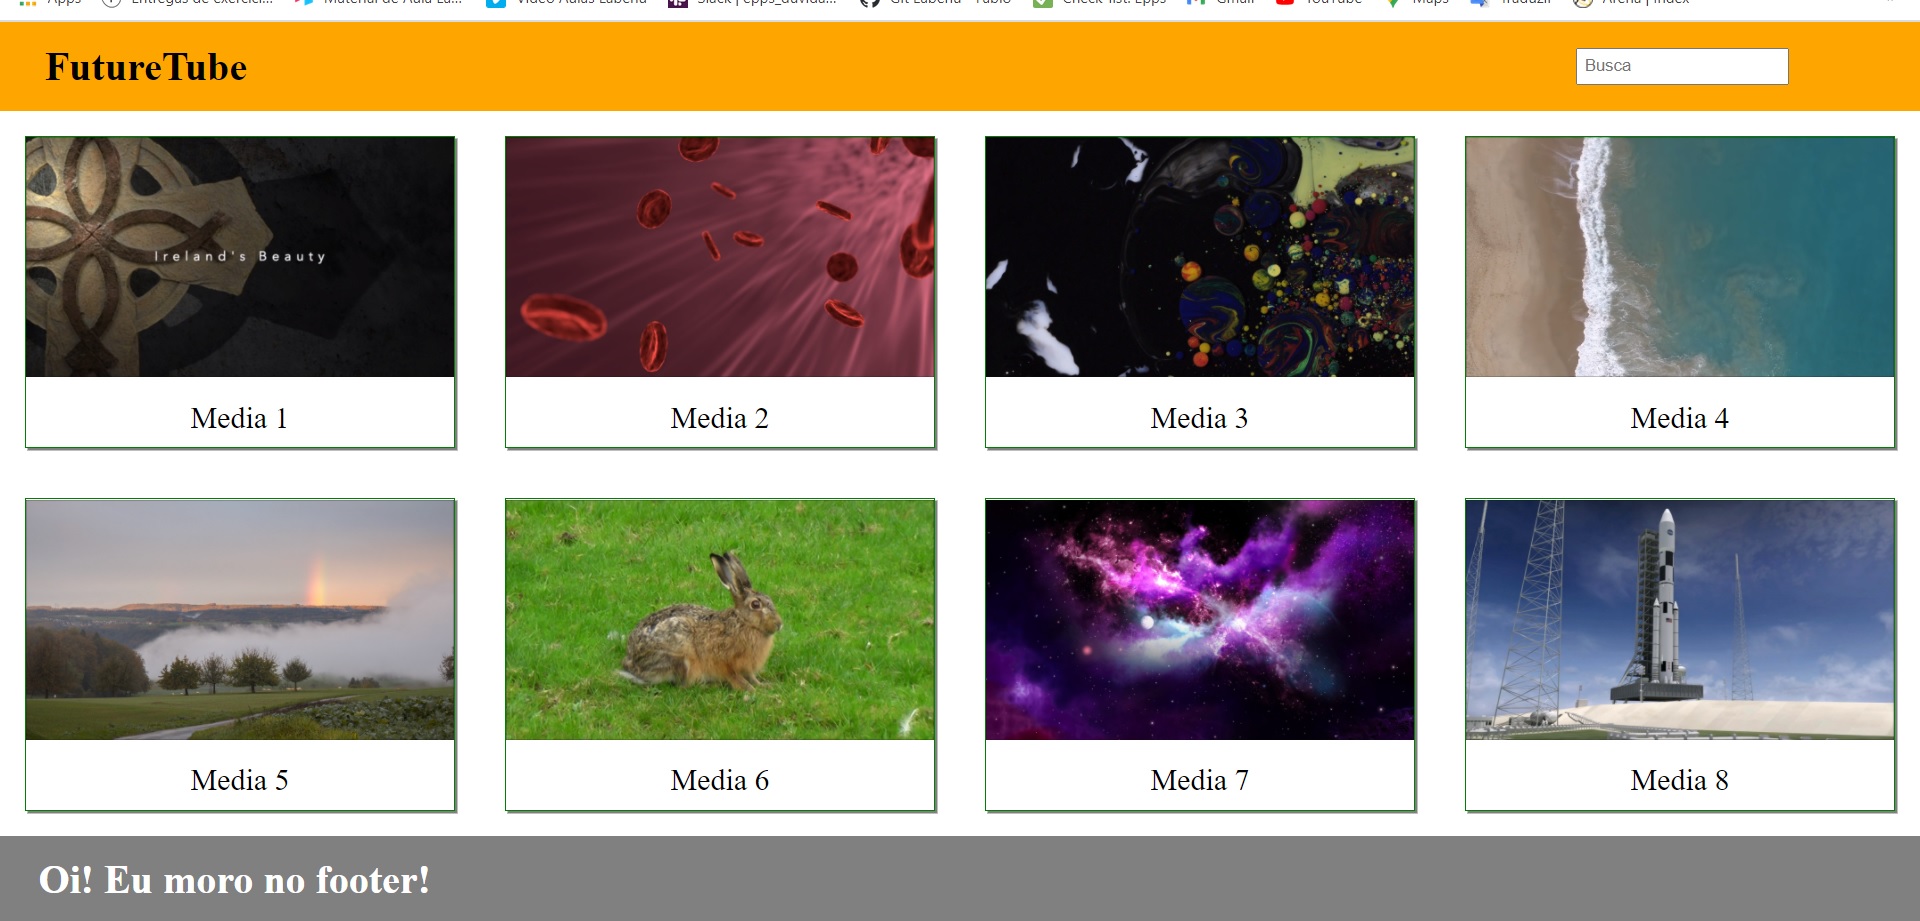 Apps Entregas de exercíci... Material de Aula La... Vídeo Aulas Labenu Slack | epps_duvida... Git Labenu - Fabio Check-list: Epps Gmail YouTube Maps Traduzir Arena | Index
FutureTube
Busca
Ireland's Beauty
Media 1
Media 2
Media 3
Media 4
Media 5
Media 6
Media 7
Media 8
Oi! Eu moro no footer!